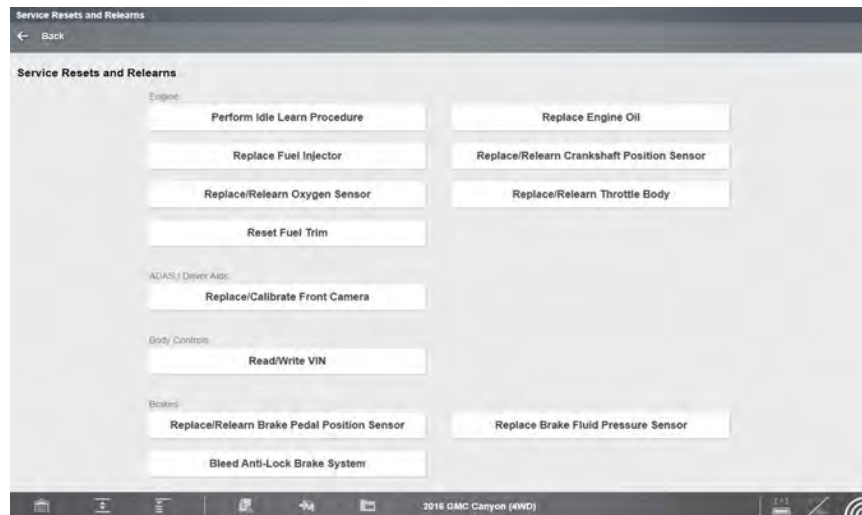 Service Resets and Relearns
Back
Service Resets and Relearns
Engine
Perform Idle Learn Procedure
Replace Engine Oil
Replace Fuel Injector
Replace/Relearn Crankshaft Position Sensor
Replace/Relearn Oxygen Sensor
Replace/Relearn Throttle Body
Reset Fuel Trim
ADAS / Driver Aids
Replace/Calibrate Front Camera
Body Controls
Read/Write VIN
Brakes
Replace/Relearn Brake Pedal Position Sensor
Replace Brake Fluid Pressure Sensor
Bleed Anti-Lock Brake System
2016 GMC Canyon (4WD)